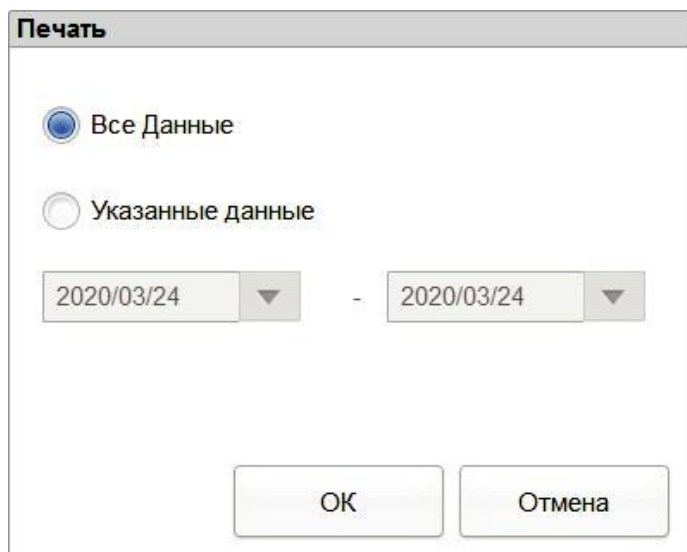 Печать
Все Данные
Указанные данные
2020/03/24 - 2020/03/24
ОК Отмена